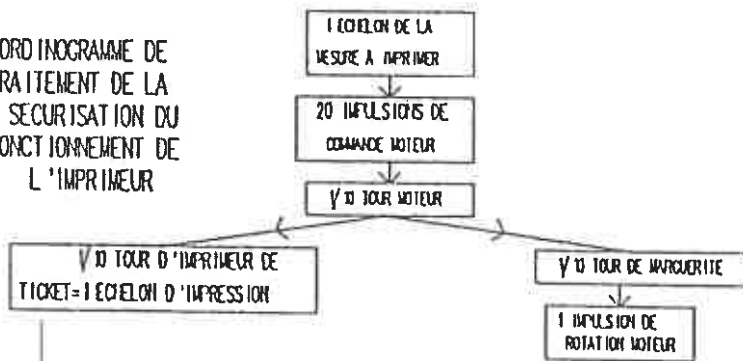 ORDINOGRAMME DE
RAITEMENT DE LA
SECURISATION DU
ONCTIONNEMENT DE
L'IMPRIMEUR
1 ECHELON DE LA
MESURE A IMPRIMER
20 IMPULSIONS DE
COMMANDE MOTEUR
1/10 TOUR MOTEUR
1/10 TOUR D'IMPRIMEUR DE
TICKET=1 ECHELON D'IMPRESSION
1/10 TOUR DE MARGUERITE
1 IMPULSION DE
ROTATION MOTEUR